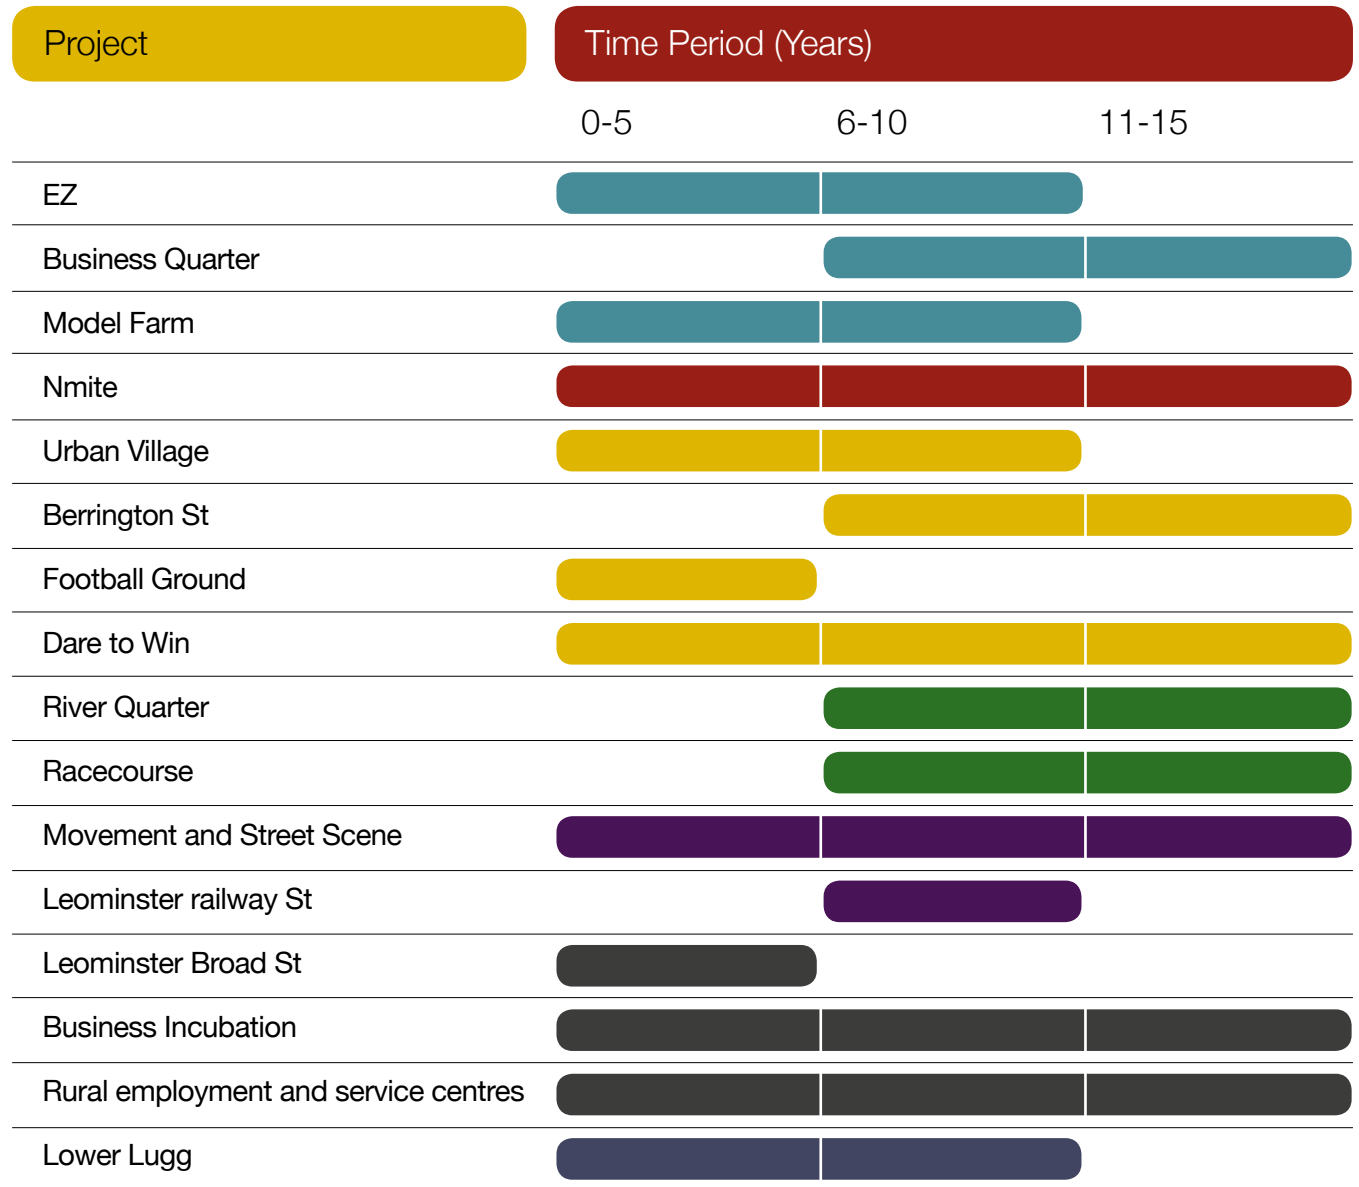 Project
Time Period (Years)
0-5
6-10
11-15
EZ
Business Quarter
Model Farm
Nmite
Urban Village
Berrington St
Football Ground
Dare to Win
River Quarter
Racecourse
Movement and Street Scene
Leominster railway St
Leominster Broad St
Business Incubation
Rural employment and service centres
Lower Lugg